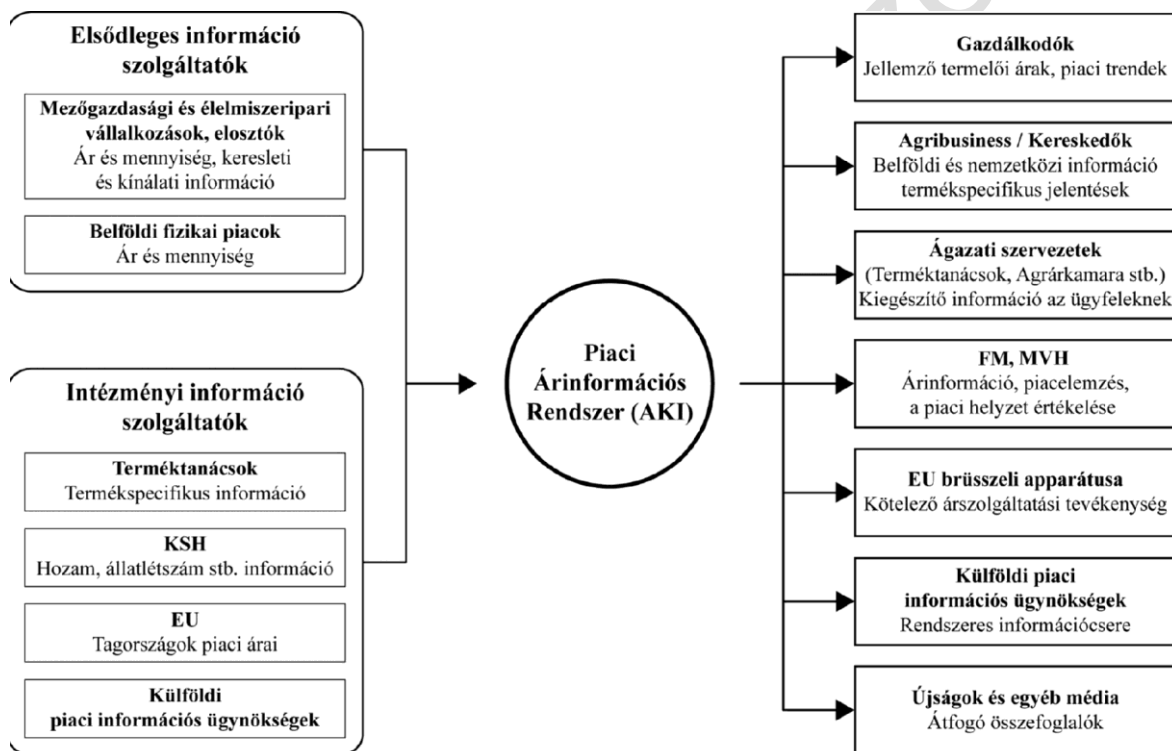 Elsődleges információ
szolgáltatók
Mezőgazdasági és élelmiszeripari
vállalkozások, elosztók
Ár és mennyiség, keresleti
és kínálati információ
Belföldi fizikai piacok
Ár és mennyiség
Intézményi információ
szolgáltatók
Terméktanácsok
Termékspecifikus információ
KSH
Hozam, állatlétszám stb. információ
EU
Tagországok piaci árai
Külföldi
piaci információs ügynökségek
Piaci
Árinformációs
Rendszer (AKI)
Gazdálkodók
Jellemző termelői árak, piaci trendek
Agribusiness / Kereskedők
Belföldi és nemzetközi információ
termékspecifikus jelentések
Ágazati szervezetek
(Terméktanácsok, Agrárkamara stb.)
Kiegészítő információ az ügyfeleknek
FM, MVH
Árinformáció, piacelemzés,
a piaci helyzet értékelése
EU brüsszeli apparátusa
Kötelező árszolgáltatási tevékenység
Külföldi piaci
információs ügynökségek
Rendszeres információcsere
Újságok és egyéb média
Átfogó összefoglalók